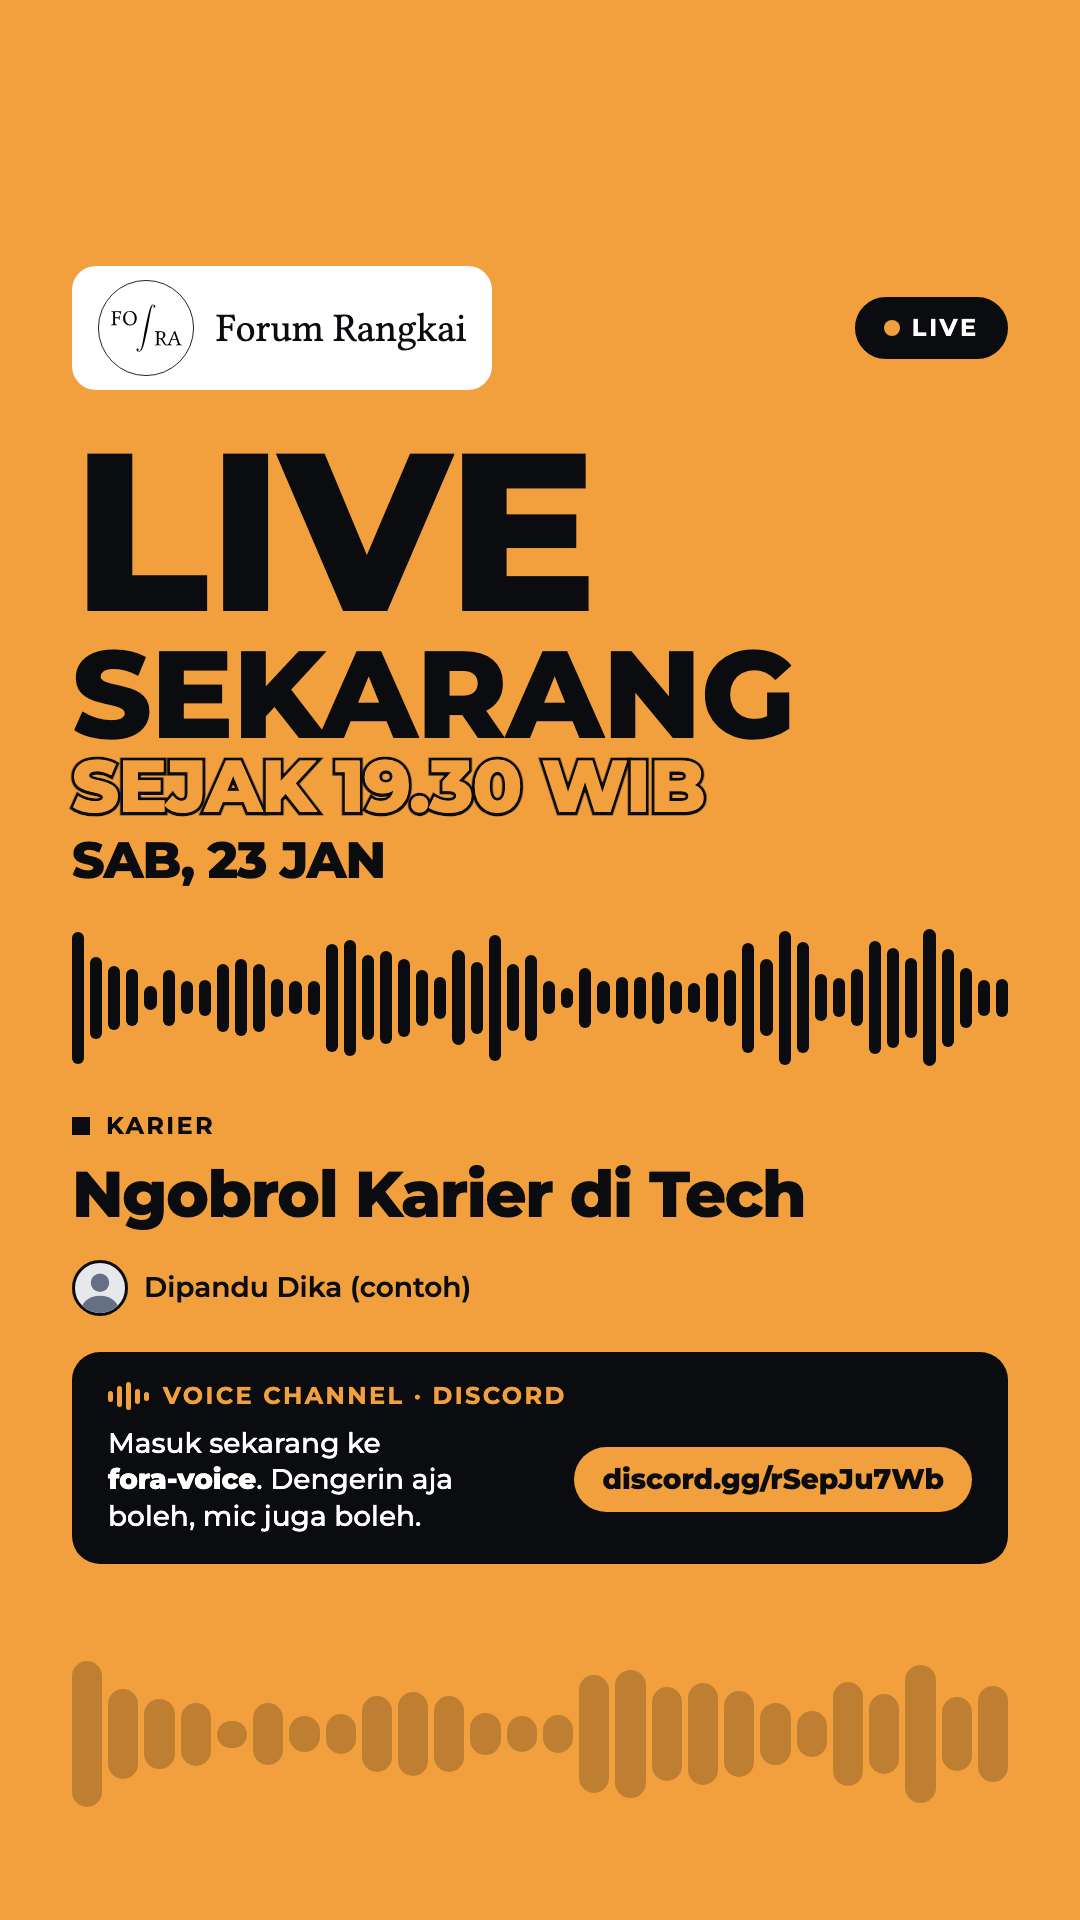 FO RA
Forum Rangkai
LIVE
LIVE
SEKARANG
SEJAK 19.30 WIB
SAB, 23 JAN
KARIER
Ngobrol Karier di Tech
Dipandu Dika (contoh)
VOICE CHANNEL · DISCORD
Masuk sekarang ke
fora-voice. Dengerin aja
boleh, mic juga boleh.
discord.gg/rSepJu7Wb